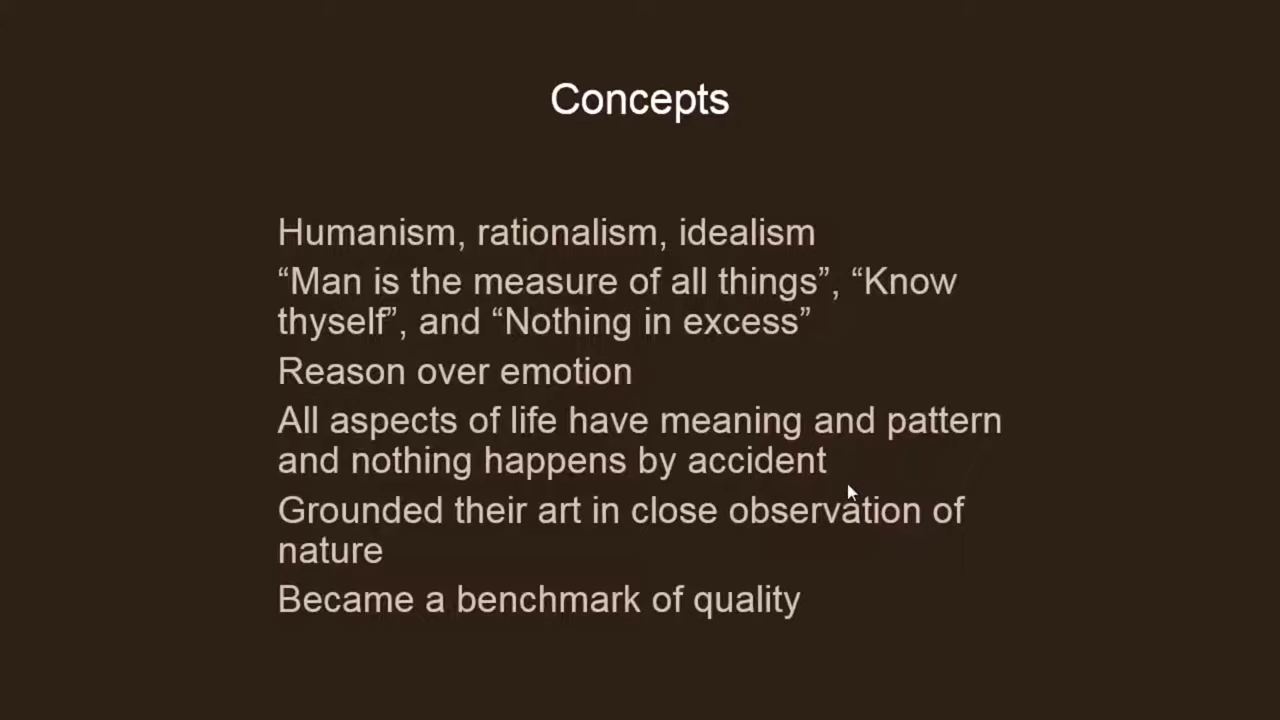 Concepts
Humanism, rationalism, idealism
“Man is the measure of all things”, “Know
thyself”, and “Nothing in excess”
Reason over emotion
All aspects of life have meaning and pattern
and nothing happens by accident
Grounded their art in close observation of
nature
Became a benchmark of quality